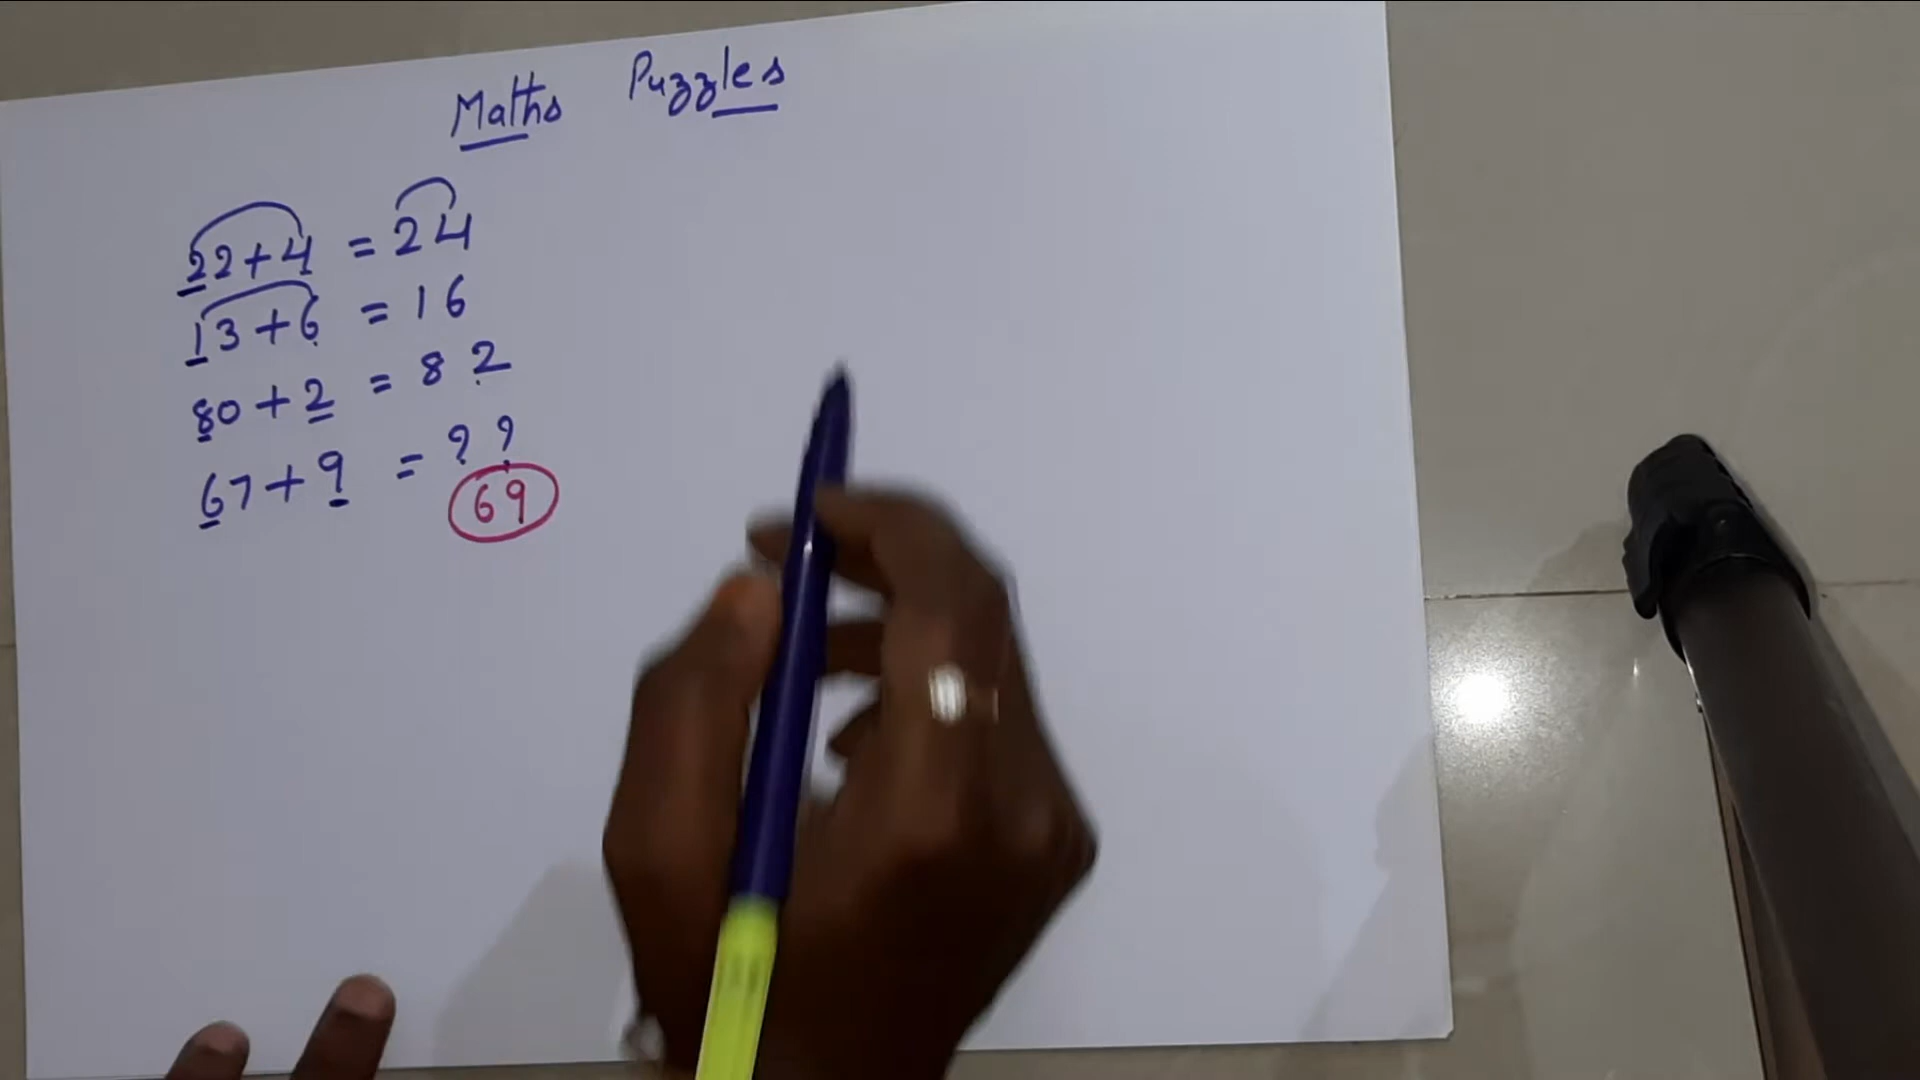 Maths Puzzles
22+4 = 24
13+6 = 16
80+2 = 82
67+9 = ??
69